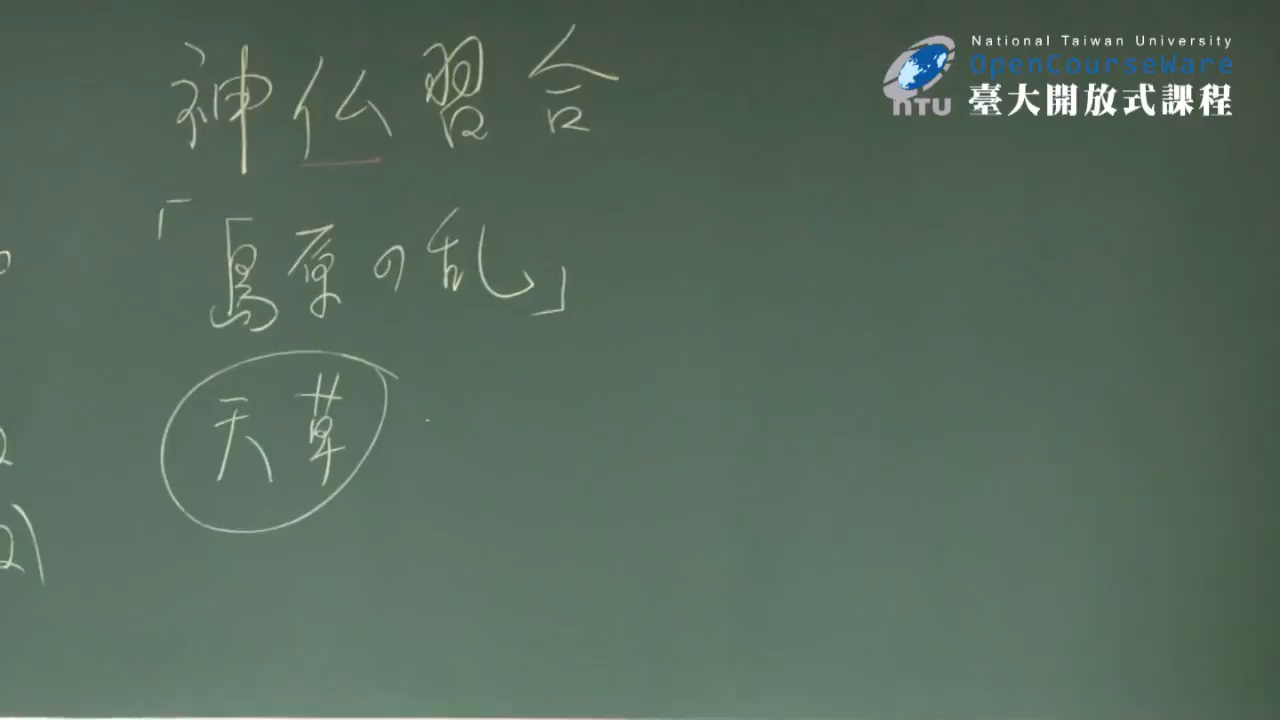 神仏習合
「島原の乱」
天草
National Taiwan University
OpenCourseWare
NTU 臺大開放式課程